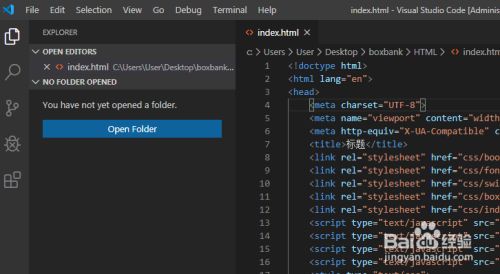 File Edit Selection View Go Debug
index.html - Visual Studio Code [Adminis
EXPLORER
OPEN EDITORS
index.html C:\Users\User\Desktop\boxbank...
NO FOLDER OPENED
You have not yet opened a folder.
Open Folder
index.html
C: > Users > User > Desktop > boxbank > HTML > index.htm
1 <!doctype html>
2 <html lang="en">
3 <head>
4 <meta charset="UTF-8">
5 <meta name="viewport" content="width
6 <meta http-equiv="X-UA-Compatible" c
7 <title>标题</title>
8 <link rel="stylesheet" href="css/boo
9 <link rel="stylesheet" href="css/fon
10 <link rel="stylesheet" href="css/swi
11 <link rel="stylesheet" href="css/box
12 <link rel="stylesheet" href="css/ind
13 <script type="text/javascript" src="
14 <script type="text/javascript" src="
15 <script type="text/javascript" src="
16 <script type="text/javascript" src="
Baidu 经验
jingyan.baidu.com